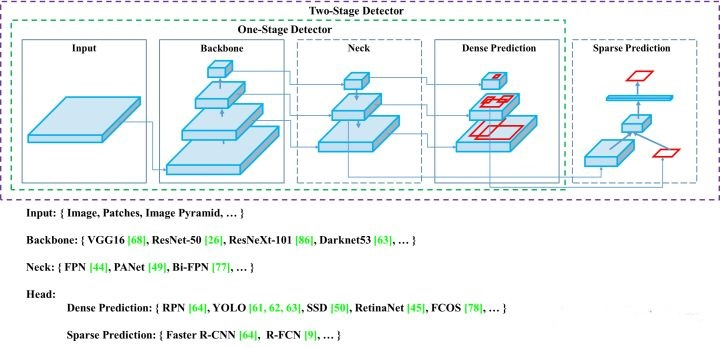 Two-Stage Detector
One-Stage Detector
Input
Backbone
Neck
Dense Prediction
Sparse Prediction
Input: { Image, Patches, Image Pyramid, … }
Backbone: { VGG16 [68], ResNet-50 [26], ResNeXt-101 [86], Darknet53 [63], … }
Neck: { FPN [44], PANet [49], Bi-FPN [77], … }
Head:
Dense Prediction: { RPN [64], YOLO [61, 62, 63], SSD [50], RetinaNet [45], FCOS [78], … }
Sparse Prediction: { Faster R-CNN [64], R-FCN [9], … }